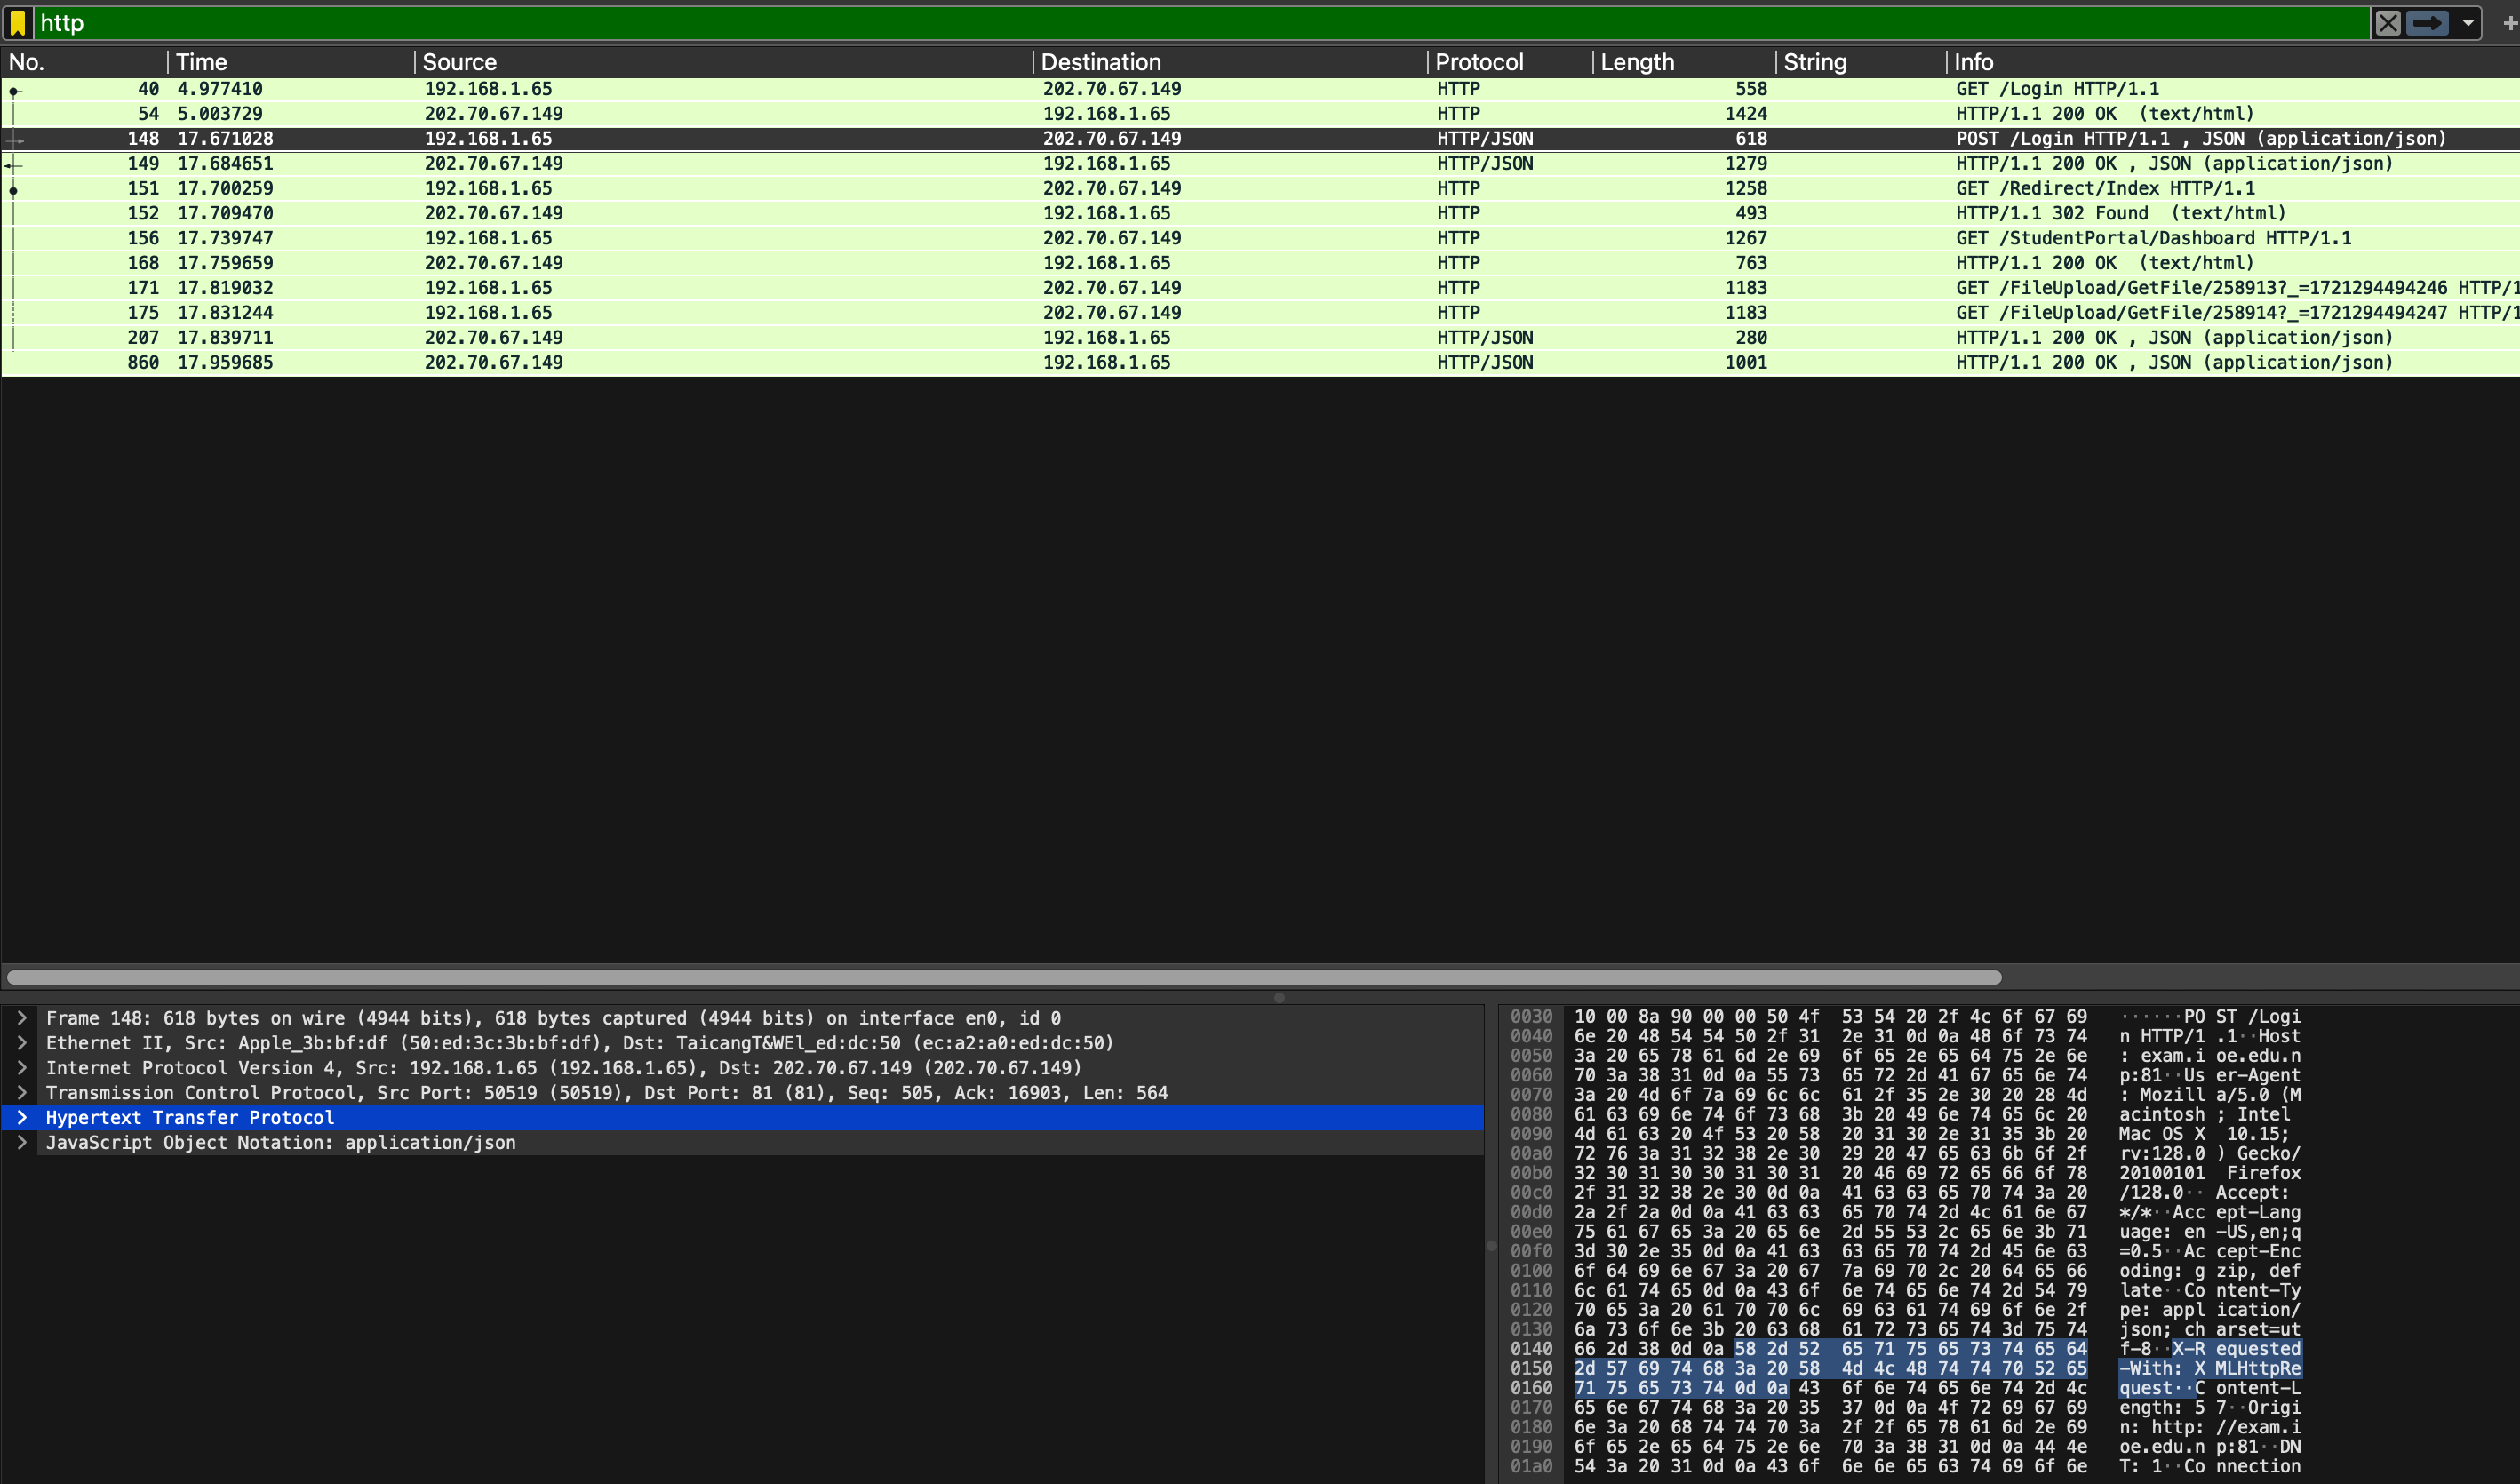 http
No. Time Source Destination Protocol Length String Info
40 4.977410 192.168.1.65 202.70.67.149 HTTP 558 GET /Login HTTP/1.1
54 5.003729 202.70.67.149 192.168.1.65 HTTP 1424 HTTP/1.1 200 OK  (text/html)
148 17.671028 192.168.1.65 202.70.67.149 HTTP/JSON 618 POST /Login HTTP/1.1 , JSON (application/json)
149 17.684651 202.70.67.149 192.168.1.65 HTTP/JSON 1279 HTTP/1.1 200 OK , JSON (application/json)
151 17.700259 192.168.1.65 202.70.67.149 HTTP 1258 GET /Redirect/Index HTTP/1.1
152 17.709470 202.70.67.149 192.168.1.65 HTTP 493 HTTP/1.1 302 Found  (text/html)
156 17.739747 192.168.1.65 202.70.67.149 HTTP 1267 GET /StudentPortal/Dashboard HTTP/1.1
168 17.759659 202.70.67.149 192.168.1.65 HTTP 763 HTTP/1.1 200 OK  (text/html)
171 17.819032 192.168.1.65 202.70.67.149 HTTP 1183 GET /FileUpload/GetFile/258913?_=1721294494246 HTTP/1
175 17.831244 192.168.1.65 202.70.67.149 HTTP 1183 GET /FileUpload/GetFile/258914?_=1721294494247 HTTP/1
207 17.839711 202.70.67.149 192.168.1.65 HTTP/JSON 280 HTTP/1.1 200 OK , JSON (application/json)
860 17.959685 202.70.67.149 192.168.1.65 HTTP/JSON 1001 HTTP/1.1 200 OK , JSON (application/json)
Frame 148: 618 bytes on wire (4944 bits), 618 bytes captured (4944 bits) on interface en0, id 0
Ethernet II, Src: Apple_3b:bf:df (50:ed:3c:3b:bf:df), Dst: TaicangT&WEl_ed:dc:50 (ec:a2:a0:ed:dc:50)
Internet Protocol Version 4, Src: 192.168.1.65 (192.168.1.65), Dst: 202.70.67.149 (202.70.67.149)
Transmission Control Protocol, Src Port: 50519 (50519), Dst Port: 81 (81), Seq: 505, Ack: 16903, Len: 564
Hypertext Transfer Protocol
JavaScript Object Notation: application/json
0030 10 00 8a 90 00 00 50 4f 53 54 20 2f 4c 6f 67 69 ······PO ST /Logi
0040 6e 20 48 54 54 50 2f 31 2e 31 0d 0a 48 6f 73 74 n HTTP/1 .1··Host
0050 3a 20 65 78 61 6d 2e 69 6f 65 2e 65 64 75 2e 6e : exam.i oe.edu.n
0060 70 3a 38 31 0d 0a 55 73 65 72 2d 41 67 65 6e 74 p:81··Us er-Agent
0070 3a 20 4d 6f 7a 69 6c 6c 61 2f 35 2e 30 20 28 4d : Mozill a/5.0 (M
0080 61 63 69 6e 74 6f 73 68 3b 20 49 6e 74 65 6c 20 acintosh ; Intel
0090 4d 61 63 20 4f 53 20 58 20 31 30 2e 31 35 3b 20 Mac OS X  10.15;
00a0 72 76 3a 31 32 38 2e 30 29 20 47 65 63 6b 6f 2f rv:128.0 ) Gecko/
00b0 32 30 31 30 30 31 30 31 20 46 69 72 65 66 6f 78 20100101  Firefox
00c0 2f 31 32 38 2e 30 0d 0a 41 63 63 65 70 74 3a 20 /128.0·· Accept:
00d0 2a 2f 2a 0d 0a 41 63 63 65 70 74 2d 4c 61 6e 67 */*··Acc ept-Lang
00e0 75 61 67 65 3a 20 65 6e 2d 55 53 2c 65 6e 3b 71 uage: en -US,en;q
00f0 3d 30 2e 35 0d 0a 41 63 63 65 70 74 2d 45 6e 63 =0.5··Ac cept-Enc
0100 6f 64 69 6e 67 3a 20 67 7a 69 70 2c 20 64 65 66 oding: g zip, def
0110 6c 61 74 65 0d 0a 43 6f 6e 74 65 6e 74 2d 54 79 late··Co ntent-Ty
0120 70 65 3a 20 61 70 70 6c 69 63 61 74 69 6f 6e 2f pe: appl ication/
0130 6a 73 6f 6e 3b 20 63 68 61 72 73 65 74 3d 75 74 json; ch arset=ut
0140 66 2d 38 0d 0a 58 2d 52 65 71 75 65 73 74 65 64 f-8··X-R equested
0150 2d 57 69 74 68 3a 20 58 4d 4c 48 74 74 70 52 65 -With: X MLHttpRe
0160 71 75 65 73 74 0d 0a 43 6f 6e 74 65 6e 74 2d 4c quest··C ontent-L
0170 65 6e 67 74 68 3a 20 35 37 0d 0a 4f 72 69 67 69 ength: 5 7··Origi
0180 6e 3a 20 68 74 74 70 3a 2f 2f 65 78 61 6d 2e 69 n: http: //exam.i
0190 6f 65 2e 65 64 75 2e 6e 70 3a 38 31 0d 0a 44 4e oe.edu.n p:81··DN
01a0 54 3a 20 31 0d 0a 43 6f 6e 6e 65 63 74 69 6f 6e T: 1··Co nnection